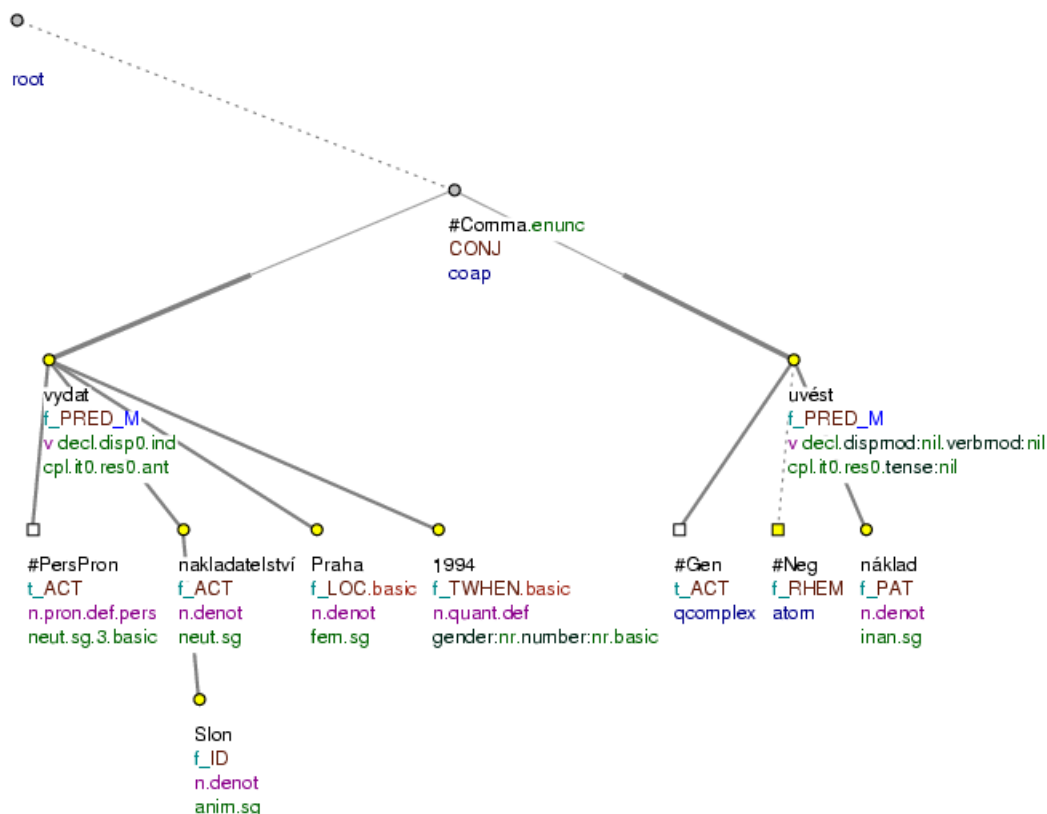 root
#Comma.enunc
CONJ
coap
vydat
f_PRED_M
v decl.disp0.ind
cpl.it0.res0.ant
uvést
f_PRED_M
v decl.dispmod:nil.verbmod:nil
cpl.it0.res0.tense:nil
#PersPron
t_ACT
n.pron.def.pers
neut.sg.3.basic
nakladatelství
f_ACT
n.denot
neut.sg
Praha
f_LOC.basic
n.denot
fem.sg
1994
f_TWHEN.basic
n.quant.def
gender:nr.number:nr.basic
#Gen
t_ACT
qcomplex
#Neg
f_RHEM
atom
náklad
f_PAT
n.denot
inan.sg
Slon
f_ID
n.denot
anim.sg